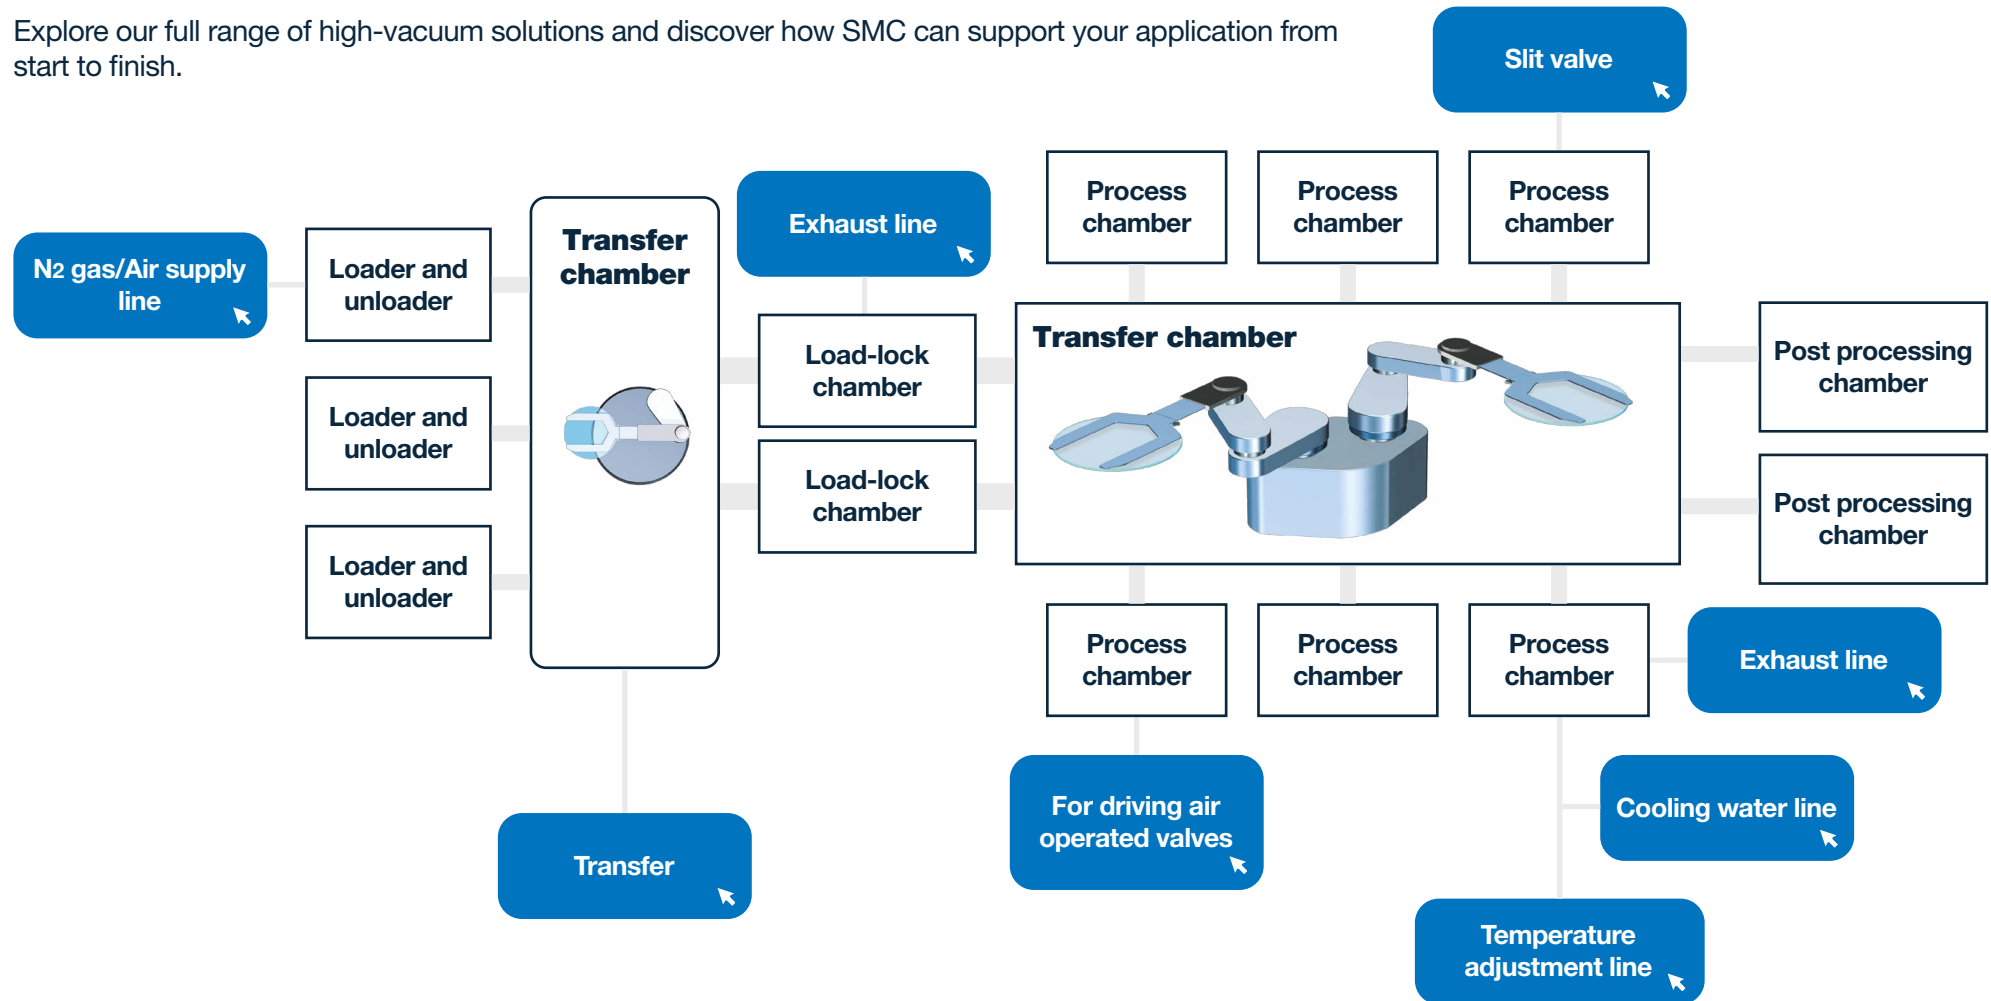 Explore our full range of high-vacuum solutions and discover how SMC can support your application from
start to finish.
Slit valve
Process
chamber
Process
chamber
Process
chamber
Exhaust line
Transfer
chamber
N2 gas/Air supply
line
Loader and
unloader
Loader and
unloader
Loader and
unloader
Load-lock
chamber
Load-lock
chamber
Transfer chamber
Post processing
chamber
Post processing
chamber
Process
chamber
Process
chamber
Process
chamber
Exhaust line
For driving air
operated valves
Cooling water line
Transfer
Temperature
adjustment line